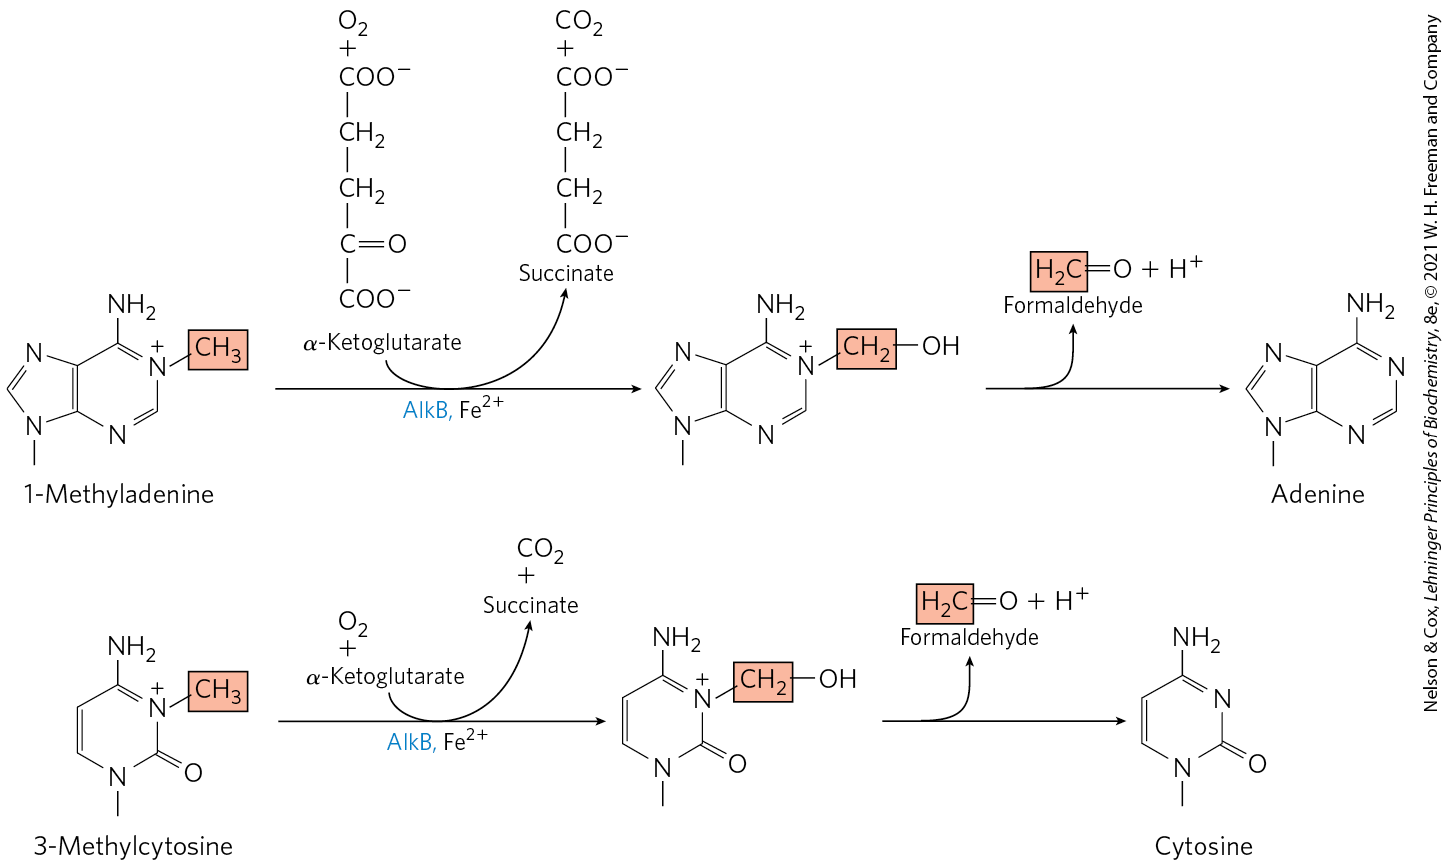 O2
+
COO−
CH2
CH2
C=O
COO−
α-Ketoglutarate
CO2
+
COO−
CH2
CH2
COO−
Succinate
NH2
N
N
+
CH3
N
N
1-Methyladenine
AlkB, Fe2+
NH2
N
N
+
CH2
OH
N
N
H2C=O + H+
Formaldehyde
NH2
N
N
N
N
Adenine
CO2
+
Succinate
O2
+
α-Ketoglutarate
NH2
N
+
CH3
N
O
3-Methylcytosine
AlkB, Fe2+
NH2
N
+
CH2
OH
N
O
H2C=O + H+
Formaldehyde
NH2
N
N
O
Cytosine
Nelson & Cox, Lehninger Principles of Biochemistry, 8e, © 2021 W. H. Freeman and Company